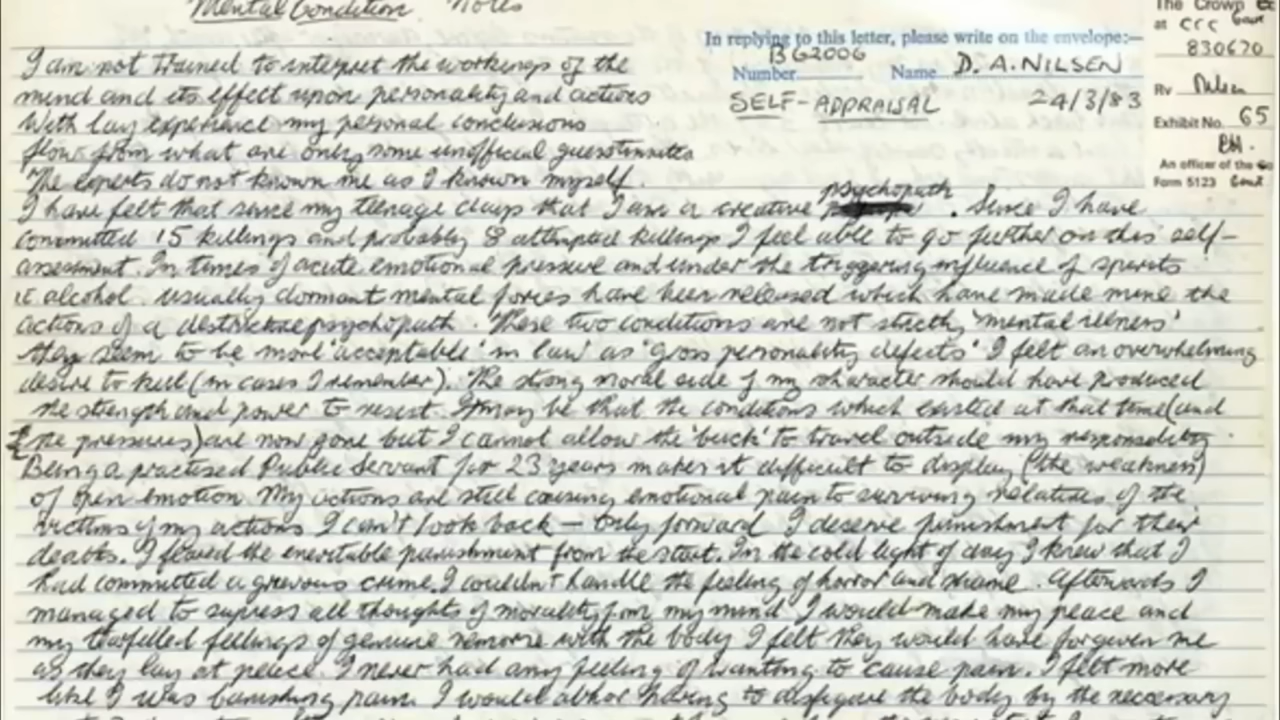 Mental Condition Notes
The Crown
at CCC
830620
Rv Nilsen
Exhibit No. 65
BH.
An officer of the
Form 5123
In replying to this letter, please write on the envelope:—
Number BG2006 Name D.A.NILSEN
SELF-APPRAISAL 24/3/83
I am not trained to interpret the workings of the
mind and its effect upon personality and actions
With lay experience my personal conclusions
flow from what are only some unofficial guesstimates
The experts do not known me as I known myself.
I have felt that since my teenage days that I am a creative psychopath. Since I have
committed 15 killings and probably 8 attempted killings I feel able to go further on this self-
assessment. In times of acute emotional pressure and under the triggering influence of spirits
ie alcohol usually dormant mental forces have been released which have made mine the
actions of a destructive psychopath. These two conditions are not strictly 'mental illness'
they seem to be more 'acceptable' in law as 'gross personality defects' I felt an overwhelming
desire to kill (in cases I remember). The strong moral side of my character should have produced
the strength and power to resist. It may be that the conditions which existed at that time (and
the pressures) are now gone but I cannot allow the 'buck' to travel outside my responsibility.
Being a practised Public Servant for 23 years makes it difficult to display (the weakness)
of open emotion. My actions are still causing emotional pain to surviving relatives of the
victims of my actions I can't look back — only forward I deserve punishment for their
deaths. I feared the inevitable punishment from the start. In the cold light of day I knew that I
had committed a grievous crime. I couldn't handle the feeling of horror and shame. Afterwards I
managed to supress all thoughts of morality from my mind I would make my peace and
my feelings of genuine remorse with the body I felt they would have forgiven me
as they lay at peace. I never had any feeling of wanting to cause pain. I felt more
like I was banishing pain. I would abhor having to disfigure the body by the necessary